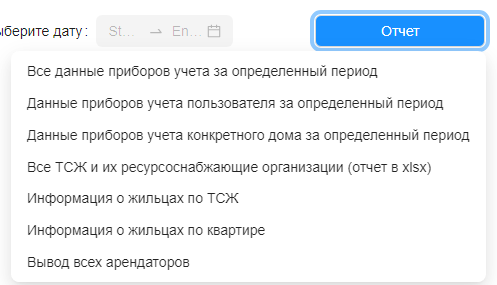 ыберите дату: St... → En... Отчет
Все данные приборов учета за определенный период
Данные приборов учета пользователя за определенный период
Данные приборов учета конкретного дома за определенный период
Все ТСЖ и их ресурсоснабжающие организации (отчет в xlsx)
Информация о жильцах по ТСЖ
Информация о жильцах по квартире
Вывод всех арендаторов